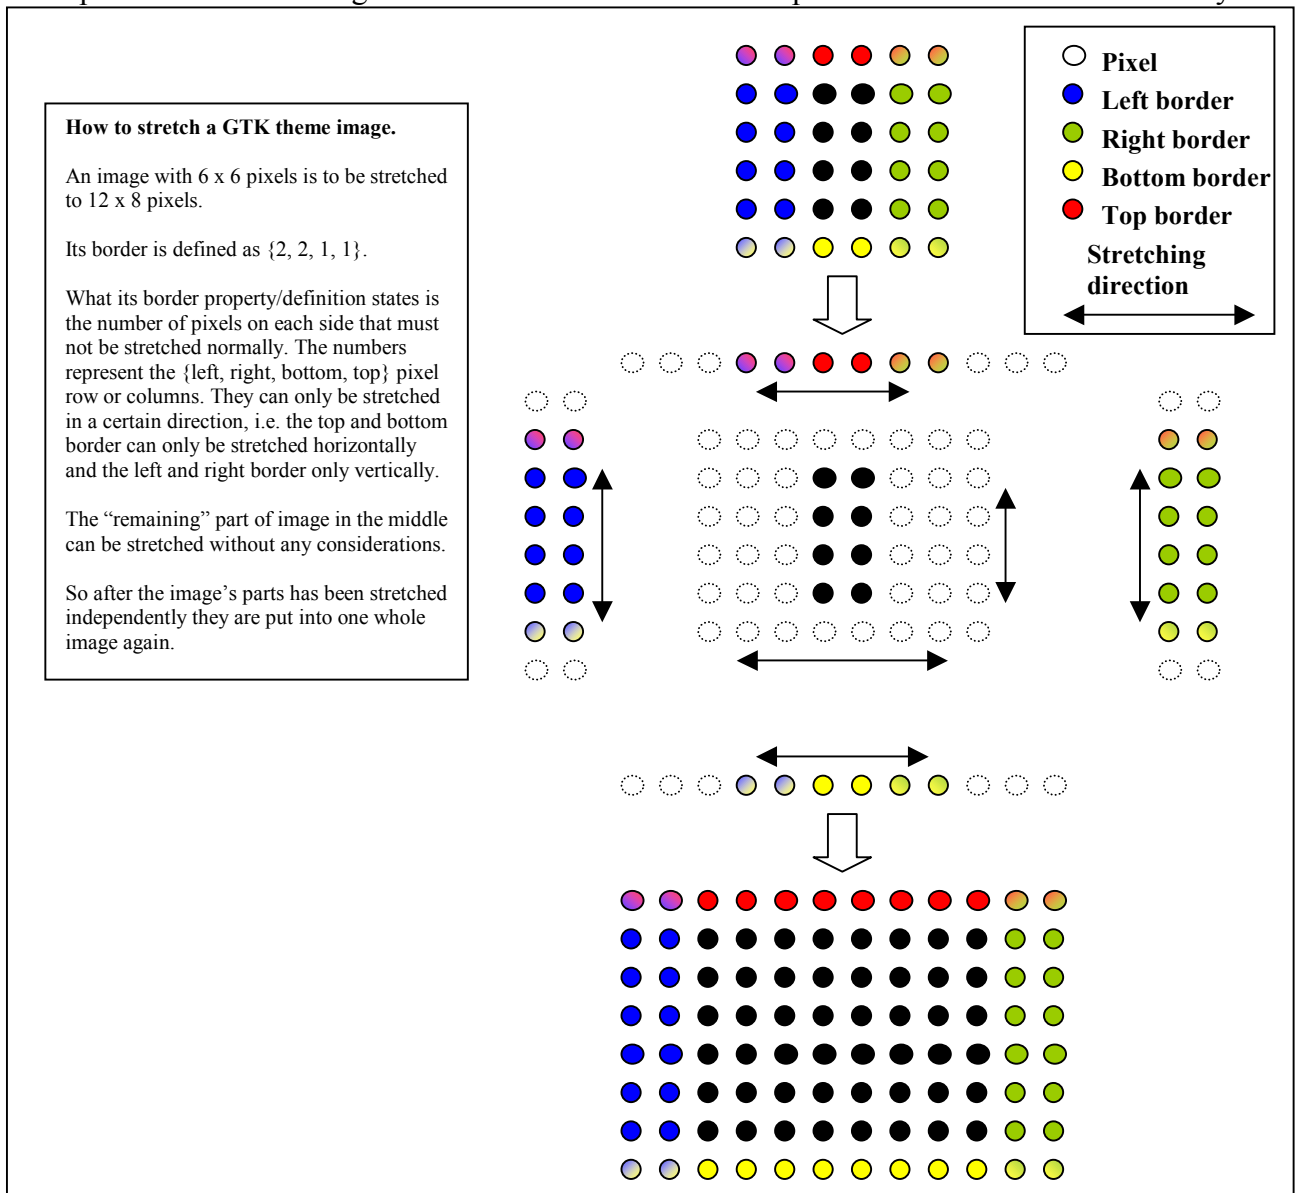 How to stretch a GTK theme image.
An image with 6 x 6 pixels is to be stretched
to 12 x 8 pixels.
Its border is defined as {2, 2, 1, 1}.
What its border property/definition states is
the number of pixels on each side that must
not be stretched normally. The numbers
represent the {left, right, bottom, top} pixel
row or columns. They can only be stretched
in a certain direction, i.e. the top and bottom
border can only be stretched horizontally
and the left and right border only vertically.
The “remaining” part of image in the middle
can be stretched without any considerations.
So after the image’s parts has been stretched
independently they are put into one whole
image again.
Pixel
Left border
Right border
Bottom border
Top border
Stretching
direction